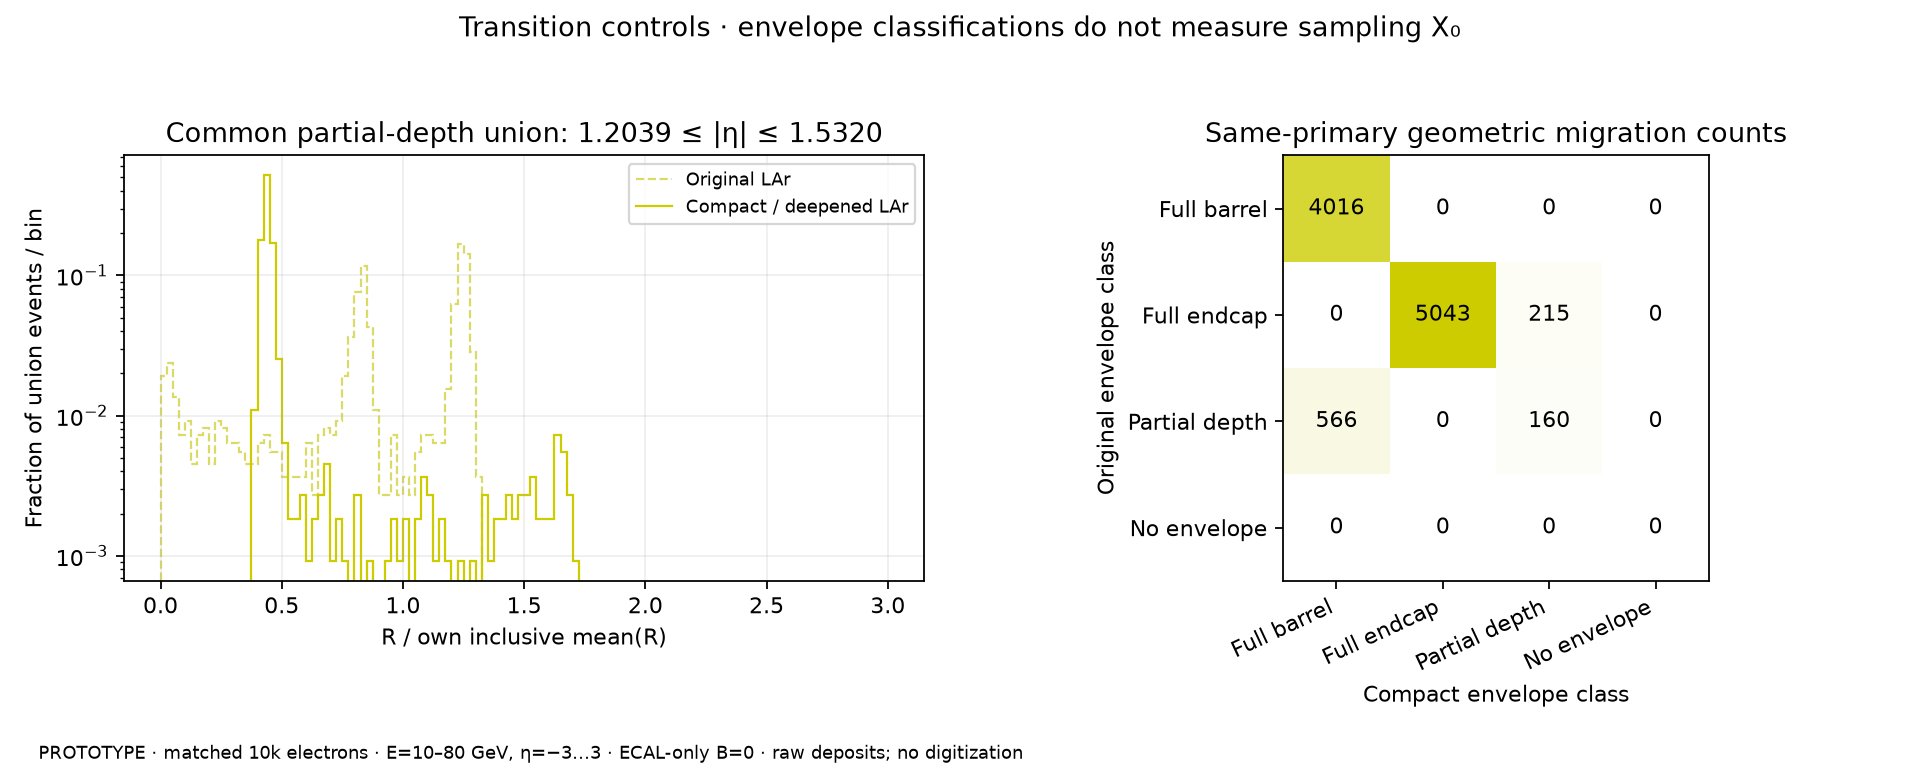 Transition controls · envelope classifications do not measure sampling X₀
Common partial-depth union: 1.2039 ≤ |η| ≤ 1.5320
Fraction of union events / bin
10⁻¹
10⁻²
10⁻³
Original LAr
Compact / deepened LAr
0.0 0.5 1.0 1.5 2.0 2.5 3.0
R / own inclusive mean(R)
Same-primary geometric migration counts
Original envelope class
Full barrel 4016 0 0 0
Full endcap 0 5043 215 0
Partial depth 566 0 160 0
No envelope 0 0 0 0
Full barrel Full endcap Partial depth No envelope
Compact envelope class
PROTOTYPE · matched 10k electrons · E=10–80 GeV, η=−3…3 · ECAL-only B=0 · raw deposits; no digitization